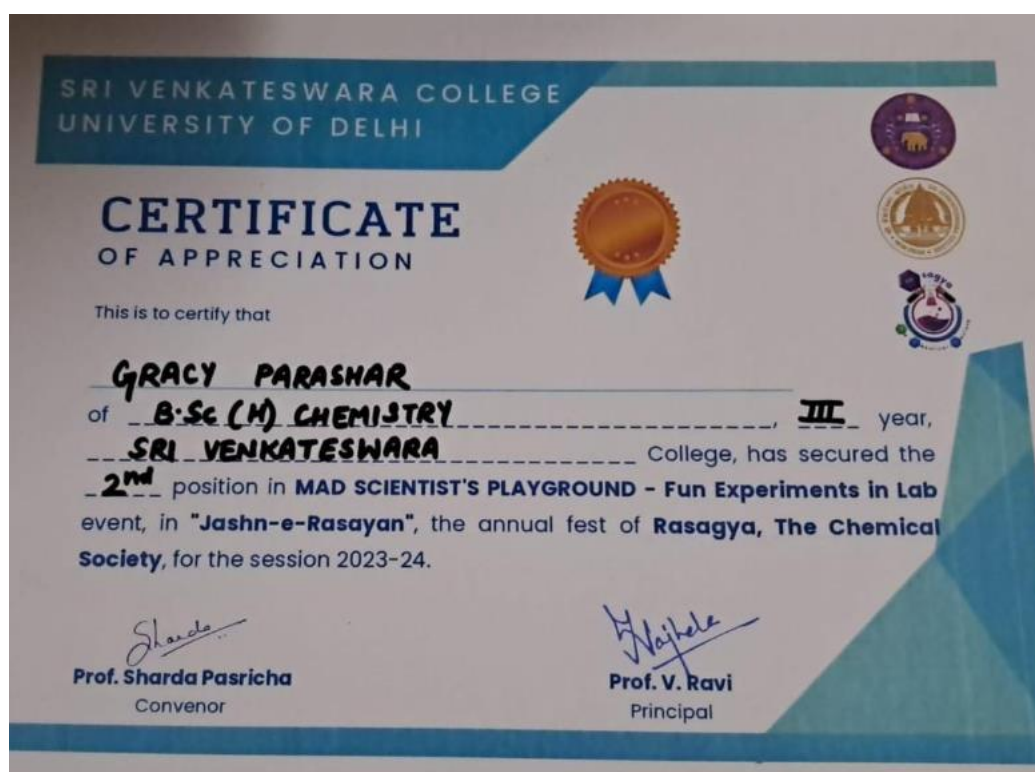 SRI VENKATESWARA COLLEGE
UNIVERSITY OF DELHI
CERTIFICATE
OF APPRECIATION
This is to certify that
GRACY PARASHAR
of B.Sc (H) CHEMISTRY, III year,
SRI VENKATESWARA College, has secured the
2nd position in MAD SCIENTIST'S PLAYGROUND - Fun Experiments in Lab
event, in "Jashn-e-Rasayan", the annual fest of Rasagya, The Chemical
Society, for the session 2023-24.
Sharda
Prof. Sharda Pasricha
Convenor
Prof. V. Ravi
Principal